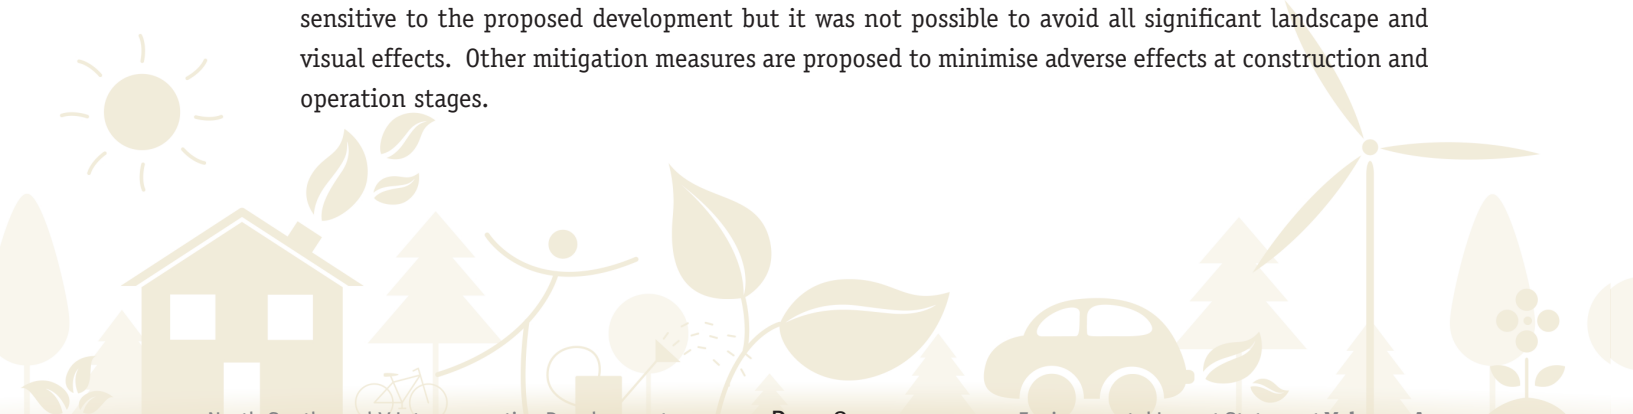 sensitive to the proposed development but it was not possible to avoid all significant landscape and
visual effects. Other mitigation measures are proposed to minimise adverse effects at construction and
operation stages.